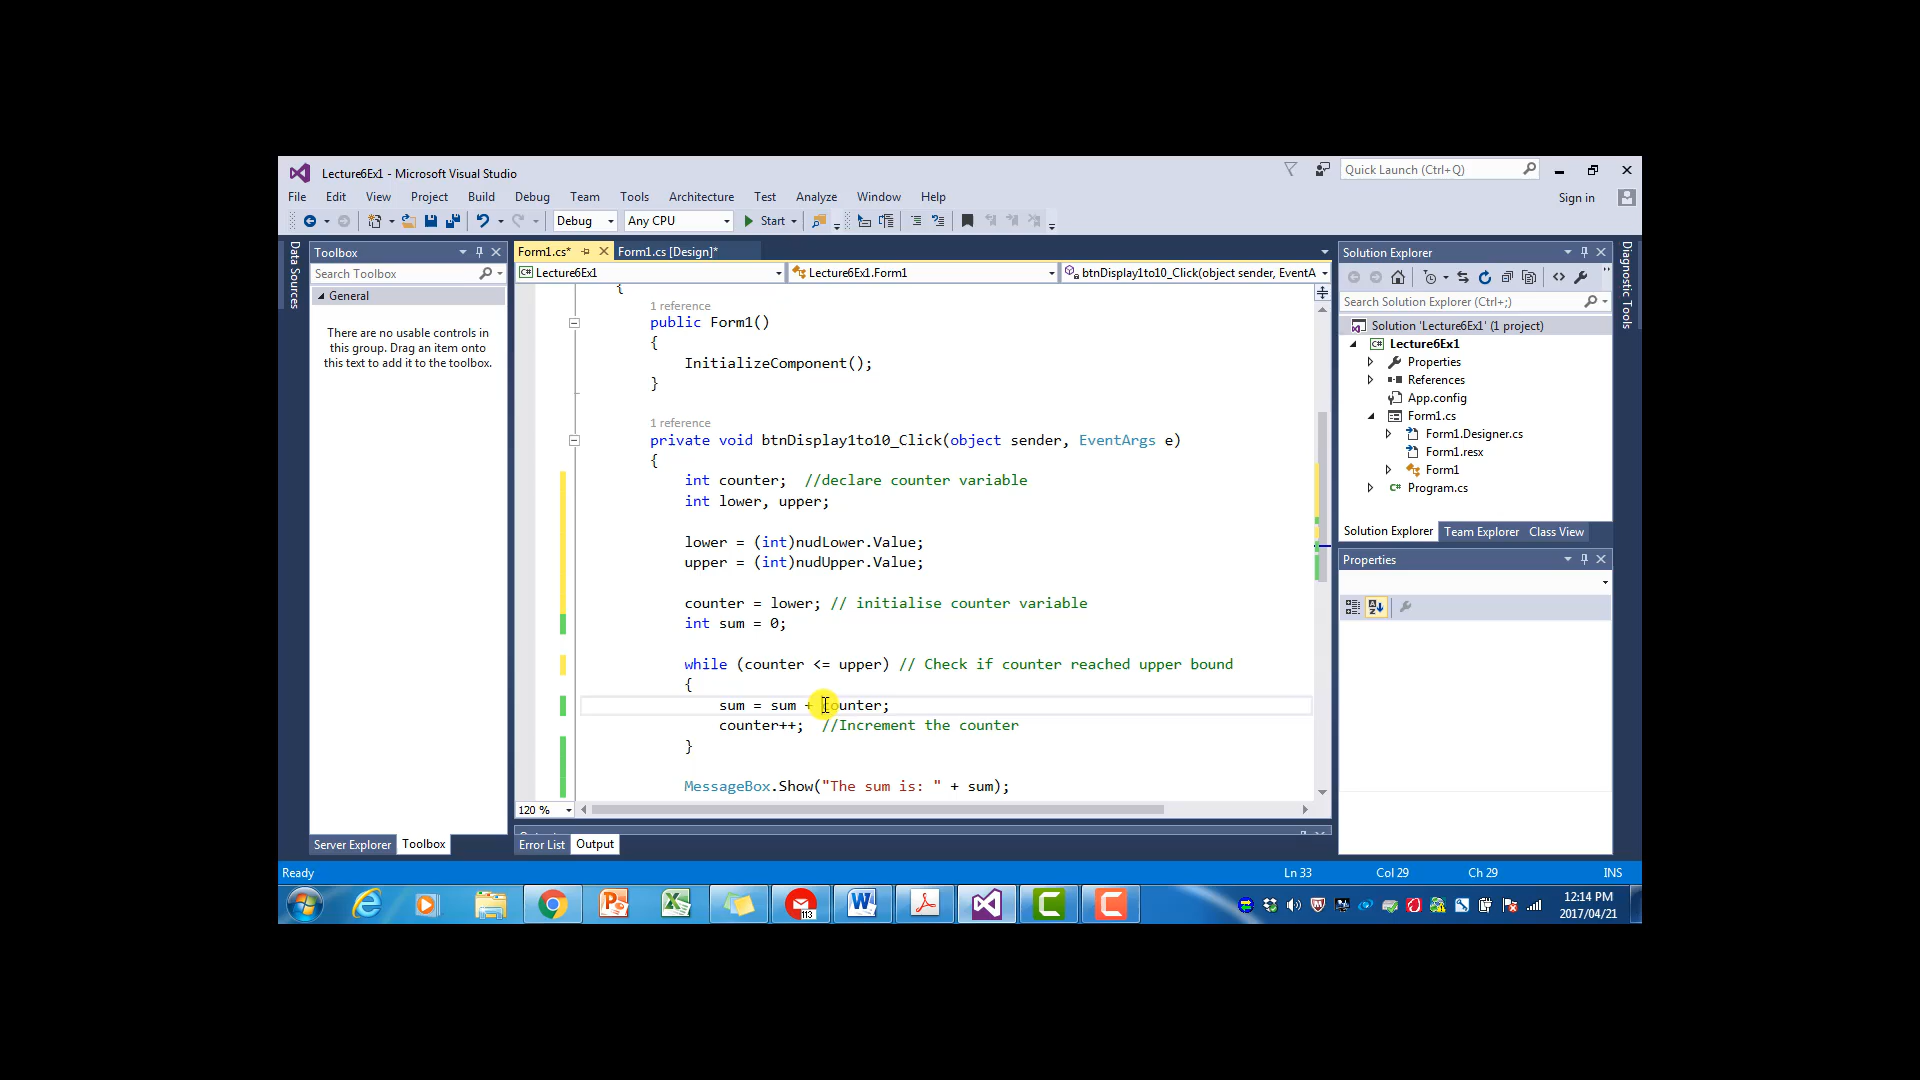 Lecture6Ex1 - Microsoft Visual Studio
Quick Launch (Ctrl+Q)
File Edit View Project Build Debug Team Tools Architecture Test Analyze Window Help
Sign in
Debug Any CPU Start
Data Sources
Toolbox
Search Toolbox
General
There are no usable controls in
this group. Drag an item onto
this text to add it to the toolbox.
Server Explorer Toolbox
Form1.cs* Form1.cs [Design]*
Lecture6Ex1 Lecture6Ex1.Form1 btnDisplay1to10_Click(object sender, EventA
{
1 reference
public Form1()
{
InitializeComponent();
}
1 reference
private void btnDisplay1to10_Click(object sender, EventArgs e)
{
int counter; //declare counter variable
int lower, upper;
lower = (int)nudLower.Value;
upper = (int)nudUpper.Value;
counter = lower; // initialise counter variable
int sum = 0;
while (counter <= upper) // Check if counter reached upper bound
{
sum = sum + counter;
counter++; //Increment the counter
}
MessageBox.Show("The sum is: " + sum);
120 %
Error List Output
Solution Explorer
Search Solution Explorer (Ctrl+;)
Solution 'Lecture6Ex1' (1 project)
Lecture6Ex1
Properties
References
App.config
Form1.cs
Form1.Designer.cs
Form1.resx
Form1
Program.cs
Solution Explorer Team Explorer Class View
Properties
Diagnostic Tools
Ready Ln 33 Col 29 Ch 29 INS
113
12:14 PM
2017/04/21